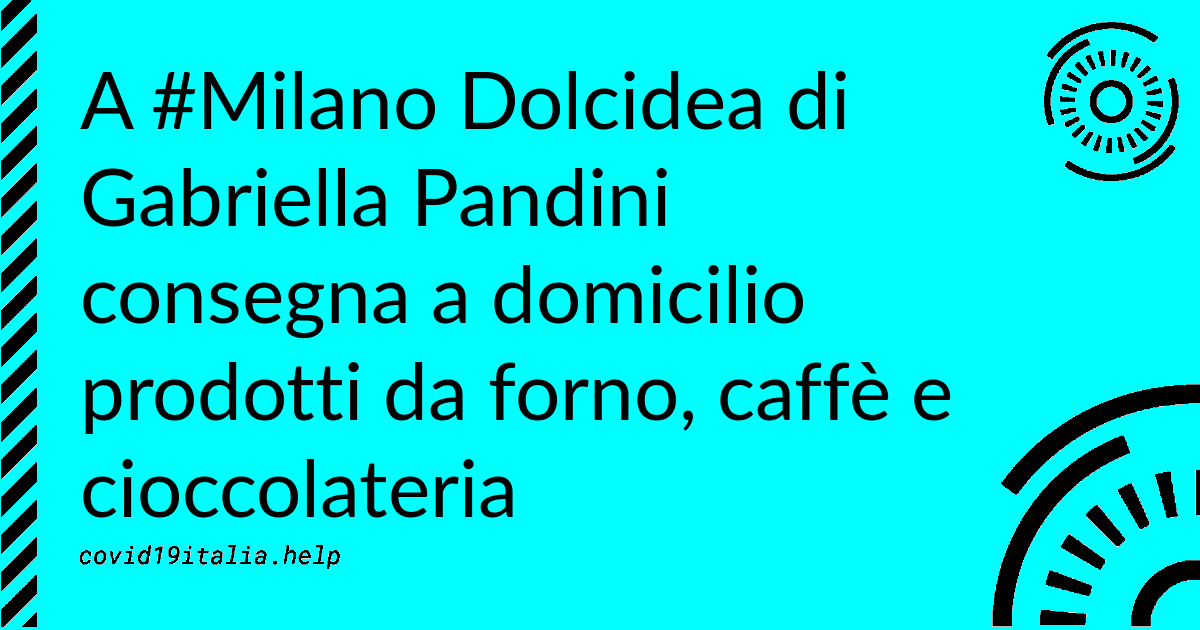 A #Milano Dolcidea di
Gabriella Pandini
consegna a domicilio
prodotti da forno, caffè e
cioccolateria
covid19italia.help